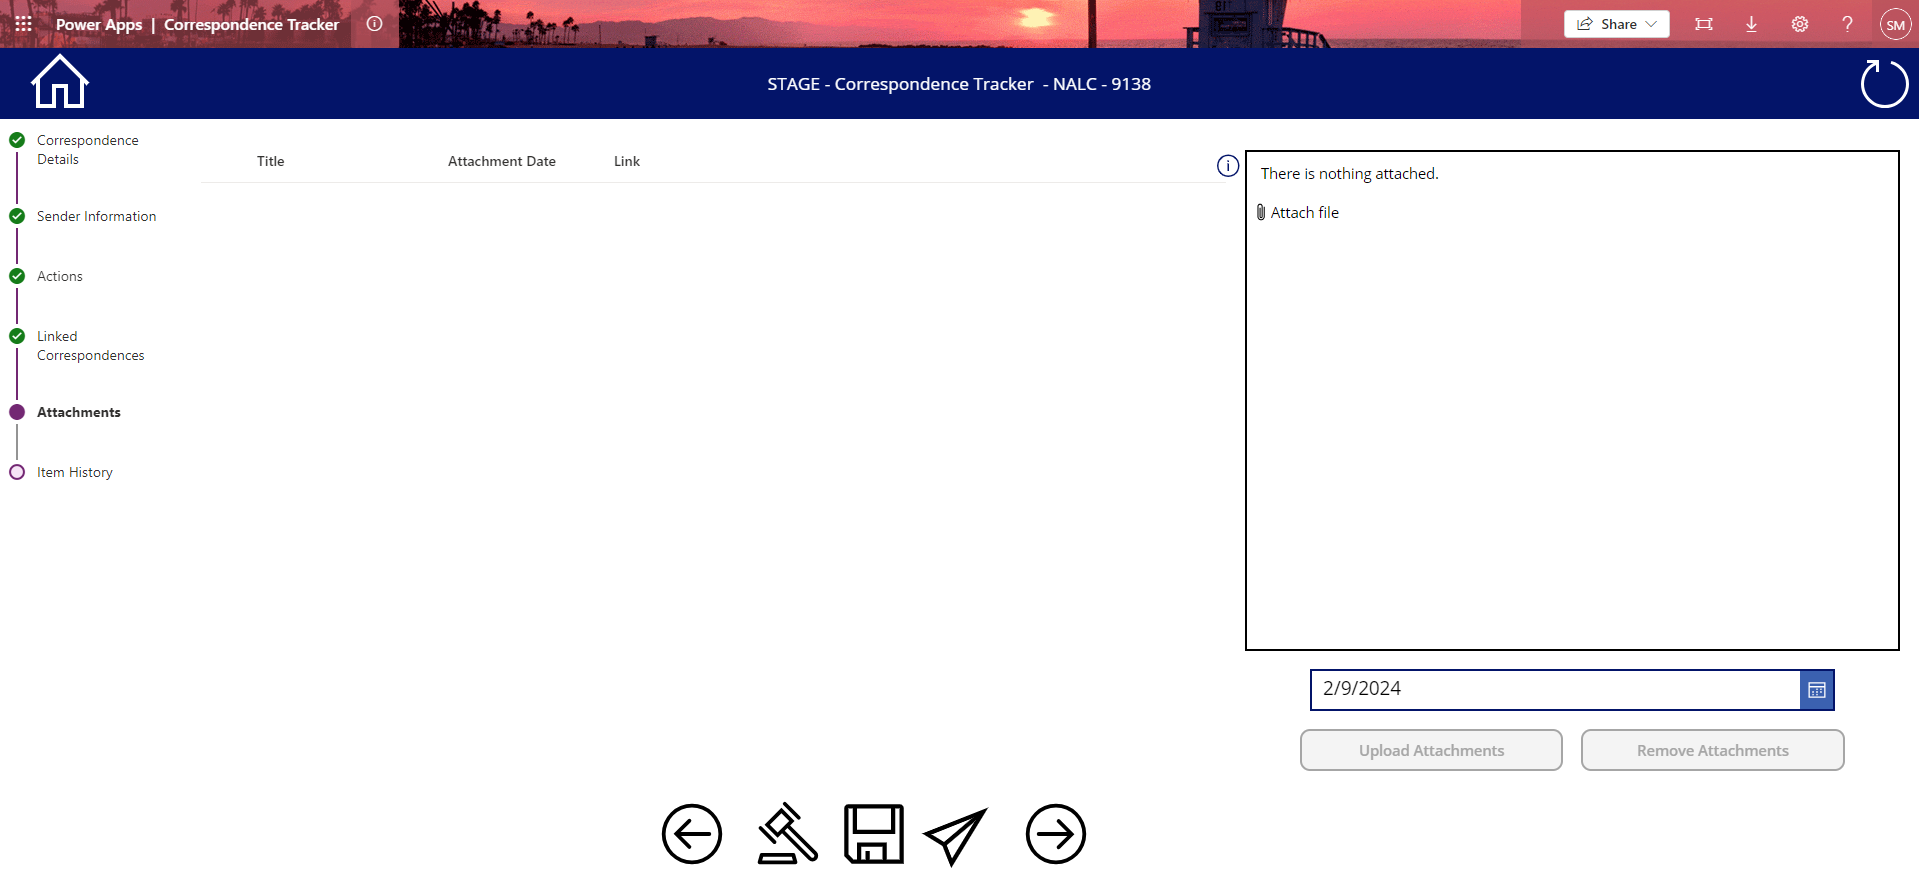 Power Apps | Correspondence Tracker
Share
SM
STAGE - Correspondence Tracker - NALC - 9138
Correspondence
Details
Sender Information
Actions
Linked
Correspondences
Attachments
Item History
Title Attachment Date Link
There is nothing attached.
Attach file
2/9/2024
Upload Attachments Remove Attachments